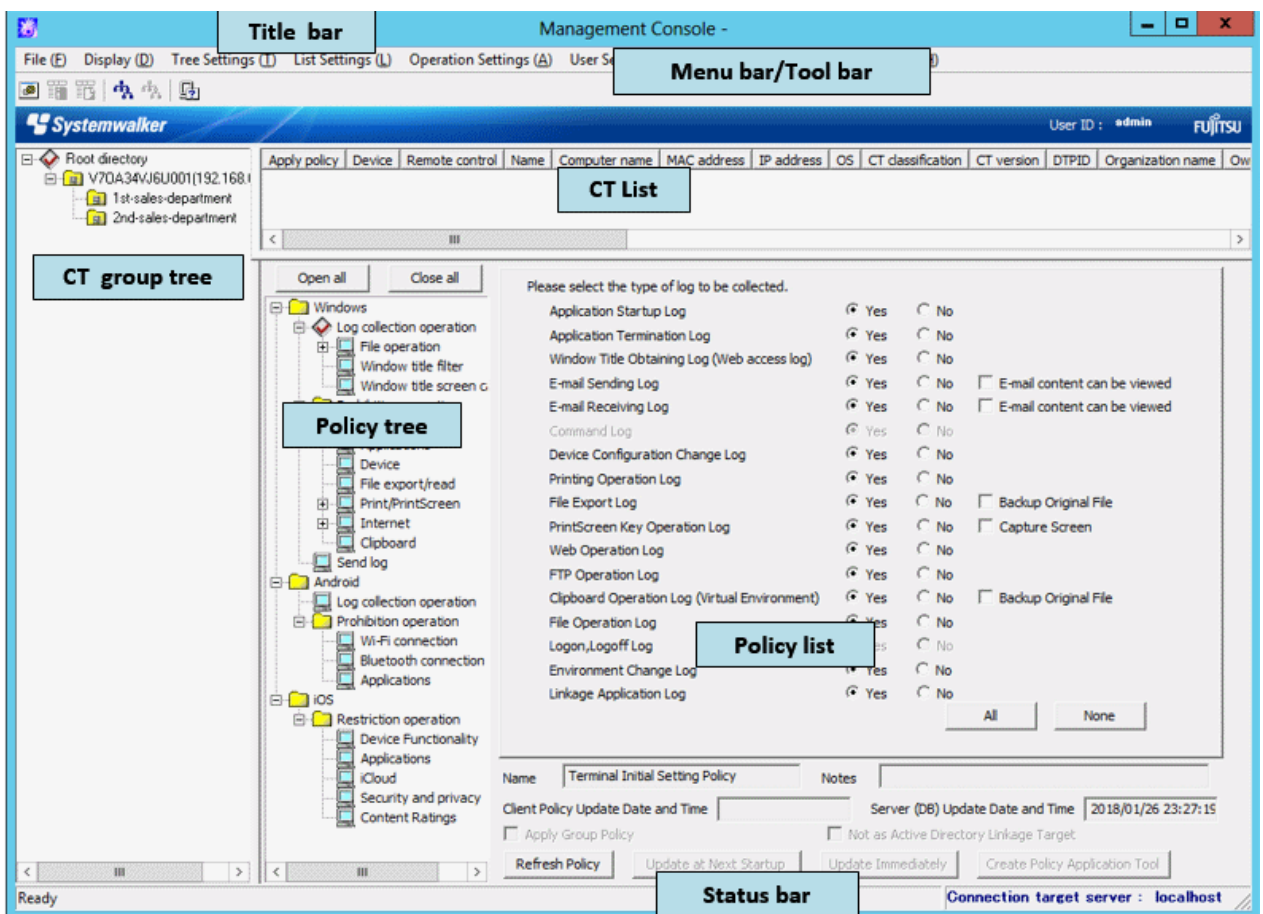 Title bar
Management Console -
File (F) Display (D) Tree Settings (T) List Settings (L) Operation Settings (A) User Se
Menu bar/Tool bar
Systemwalker
User ID : admin
FUJITSU
Root directory
V70A34VJ6U001(192.168.
1st-sales-department
2nd-sales-department
CT group tree
Apply policy Device Remote control Name Computer name MAC address IP address OS CT classification CT version DTPID Organization name Ow
CT List
Open all Close all
Windows
Log collection operation
File operation
Window title filter
Window title screen c
Policy tree
Applications
Device
File export/read
Print/PrintScreen
Internet
Clipboard
Send log
Android
Log collection operation
Prohibition operation
Wi-Fi connection
Bluetooth connection
Applications
iOS
Restriction operation
Device Functionality
Applications
iCloud
Security and privacy
Content Ratings
Please select the type of log to be collected.
Application Startup Log Yes No
Application Termination Log Yes No
Window Title Obtaining Log (Web access log) Yes No
E-mail Sending Log Yes No E-mail content can be viewed
E-mail Receiving Log Yes No E-mail content can be viewed
Command Log Yes No
Device Configuration Change Log Yes No
Printing Operation Log Yes No
File Export Log Yes No Backup Original File
PrintScreen Key Operation Log Yes No Capture Screen
Web Operation Log Yes No
FTP Operation Log Yes No
Clipboard Operation Log (Virtual Environment) Yes No Backup Original File
File Operation Log Yes No
Logon,Logoff Log No
Policy list
Environment Change Log Yes No
Linkage Application Log Yes No
All None
Name Terminal Initial Setting Policy Notes
Client Policy Update Date and Time Server (DB) Update Date and Time 2018/01/26 23:27:19
Apply Group Policy Not as Active Directory Linkage Target
Refresh Policy Update at Next Startup Update Immediately Create Policy Application Tool
Status bar
Ready
Connection target server : localhost